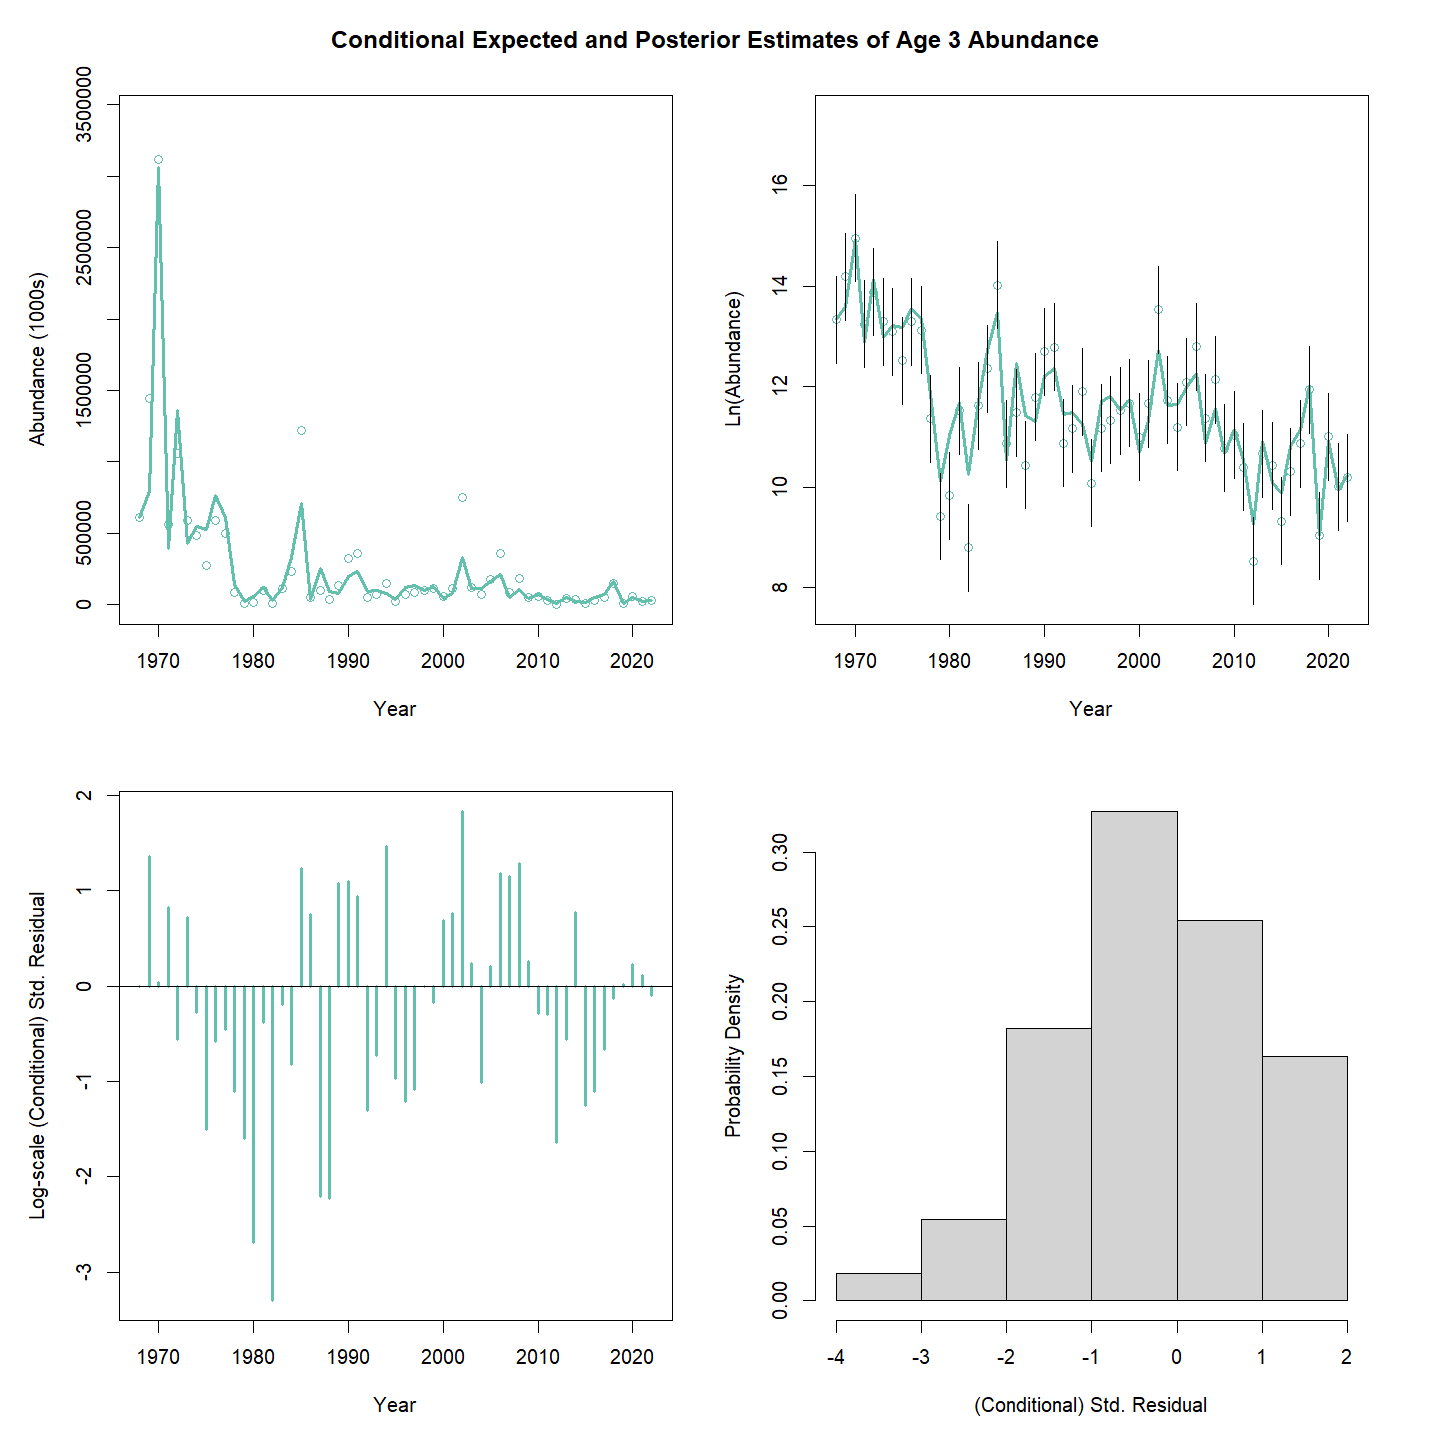 Conditional Expected and Posterior Estimates of Age 3 Abundance
3500000
2500000
1500000
500000
0
Abundance (1000s)
1970 1980 1990 2000 2010 2020
Year
16
14
12
10
8
Ln(Abundance)
1970 1980 1990 2000 2010 2020
Year
2
1
0
-1
-2
-3
Log-scale (Conditional) Std. Residual
1970 1980 1990 2000 2010 2020
Year
0.30
0.25
0.20
0.15
0.10
0.05
0.00
Probability Density
-4 -3 -2 -1 0 1 2
(Conditional) Std. Residual